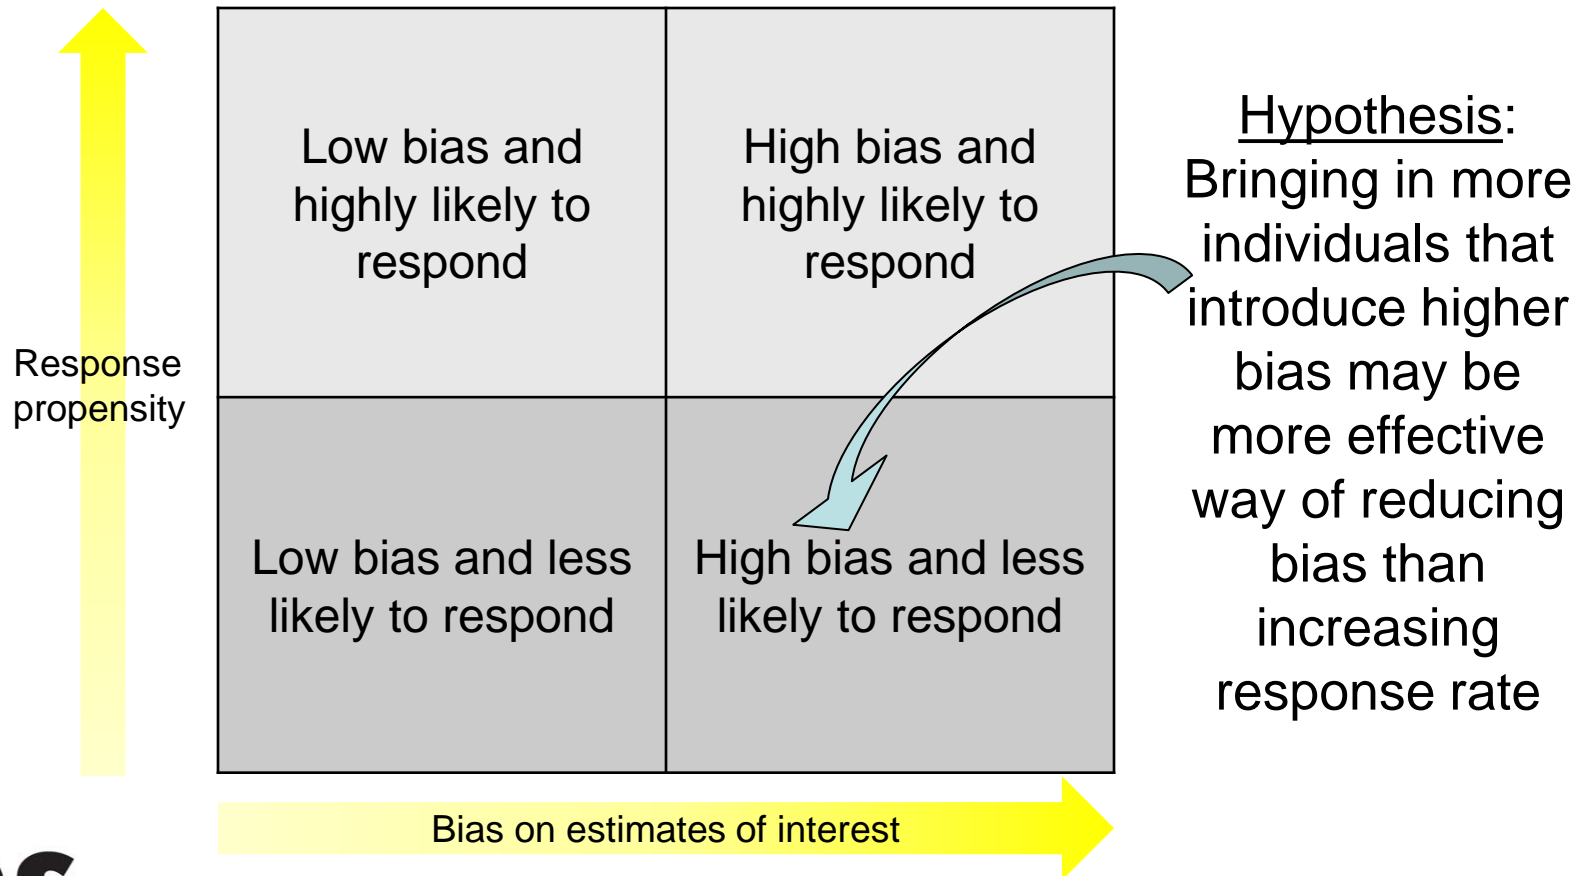 Low bias and
highly likely to
respond
High bias and
highly likely to
respond
Hypothesis:
Bringing in more
individuals that
introduce higher
bias may be
more effective
way of reducing
bias than
increasing
response rate
Response
propensity
Low bias and less
likely to respond
High bias and less
likely to respond
Bias on estimates of interest